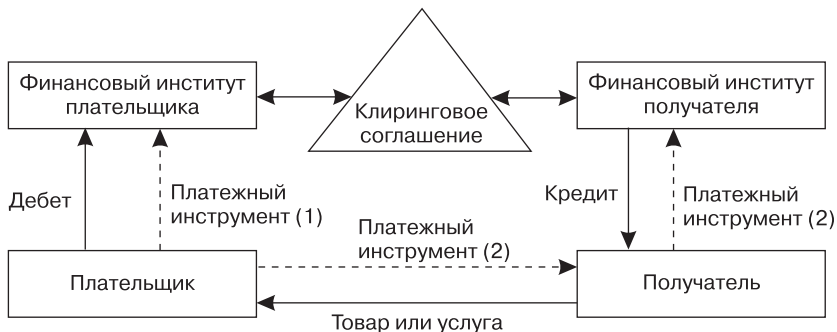 Финансовый институт
плательщика
Клиринговое
соглашение
Финансовый институт
получателя
Дебет
Платежный
инструмент (1)
Платежный
инструмент (2)
Кредит
Платежный
инструмент (2)
Плательщик
Получатель
Товар или услуга